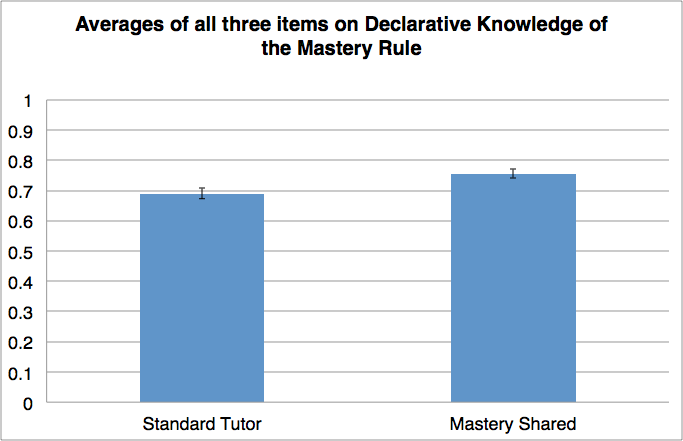 Averages of all three items on Declarative Knowledge of
the Mastery Rule
1
0.9
0.8
0.7
0.6
0.5
0.4
0.3
0.2
0.1
0
Standard Tutor
Mastery Shared